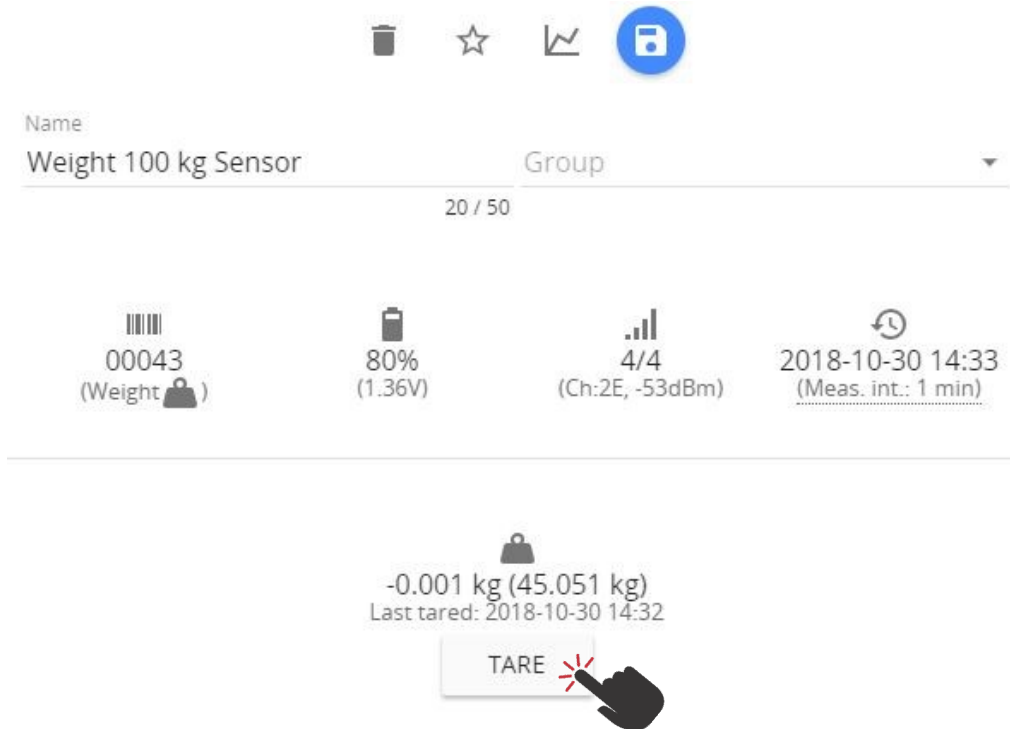 Name
Weight 100 kg Sensor
Group
20 / 50
00043
(Weight )
80%
(1.36V)
4/4
(Ch:2E, -53dBm)
2018-10-30 14:33
(Meas. int.: 1 min)
-0.001 kg (45.051 kg)
Last tared: 2018-10-30 14:32
TARE